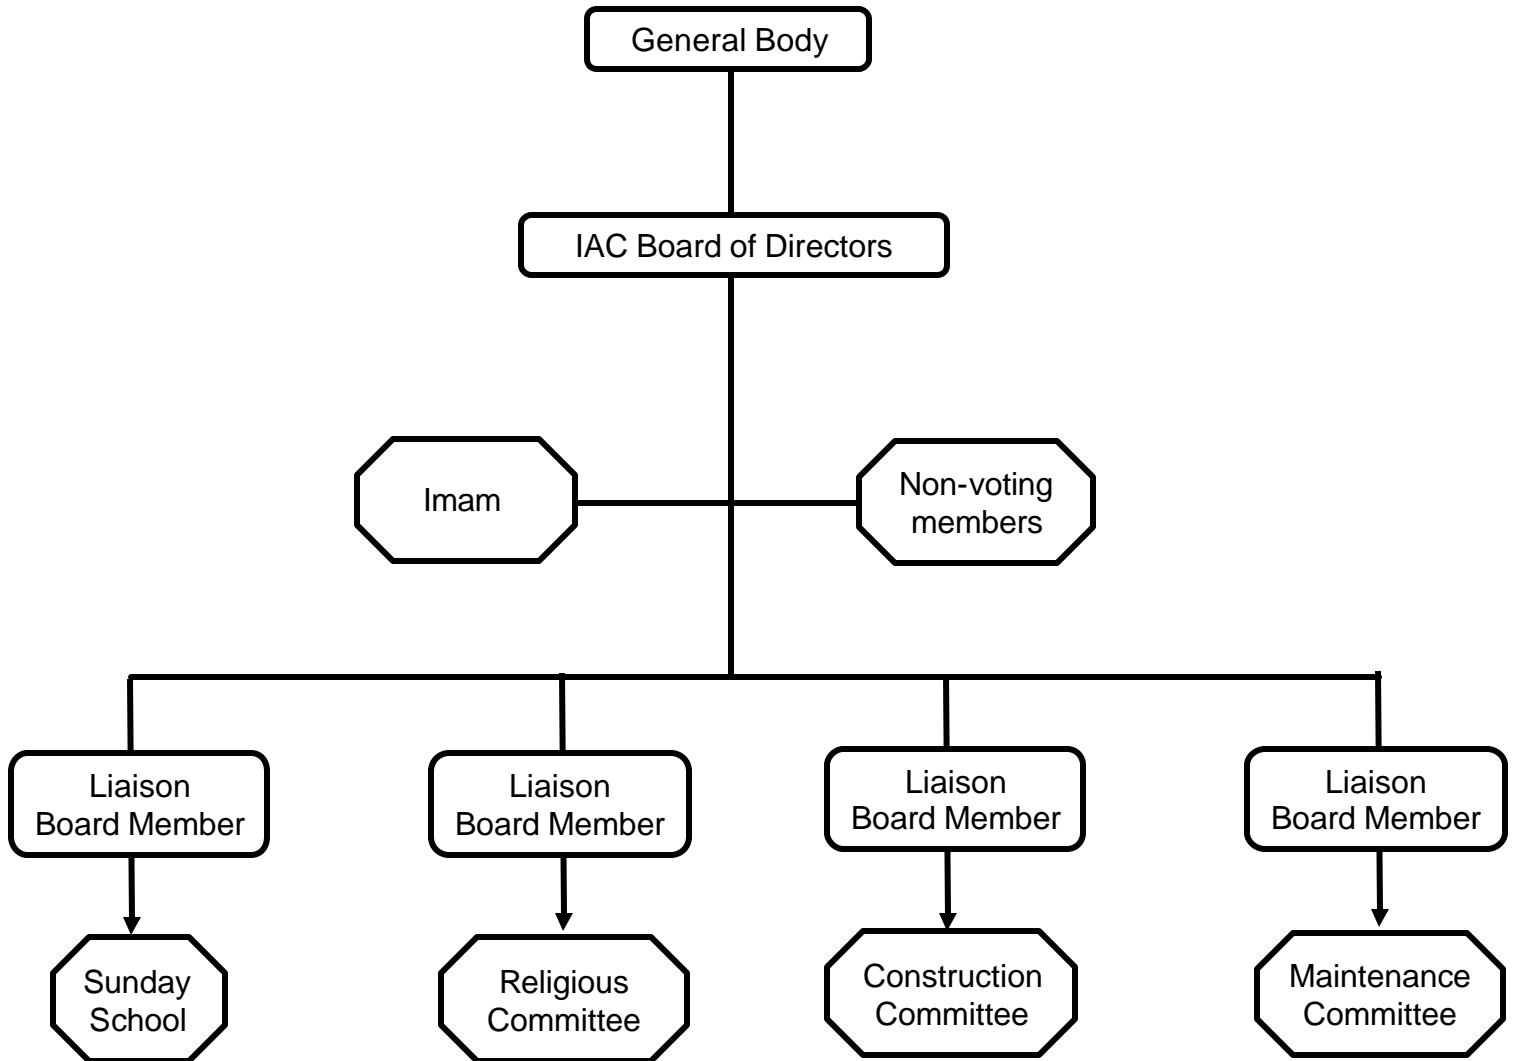 General Body
IAC Board of Directors
Imam
Non-voting
members
Liaison
Board Member
Liaison
Board Member
Liaison
Board Member
Liaison
Board Member
Sunday
School
Religious
Committee
Construction
Committee
Maintenance
Committee